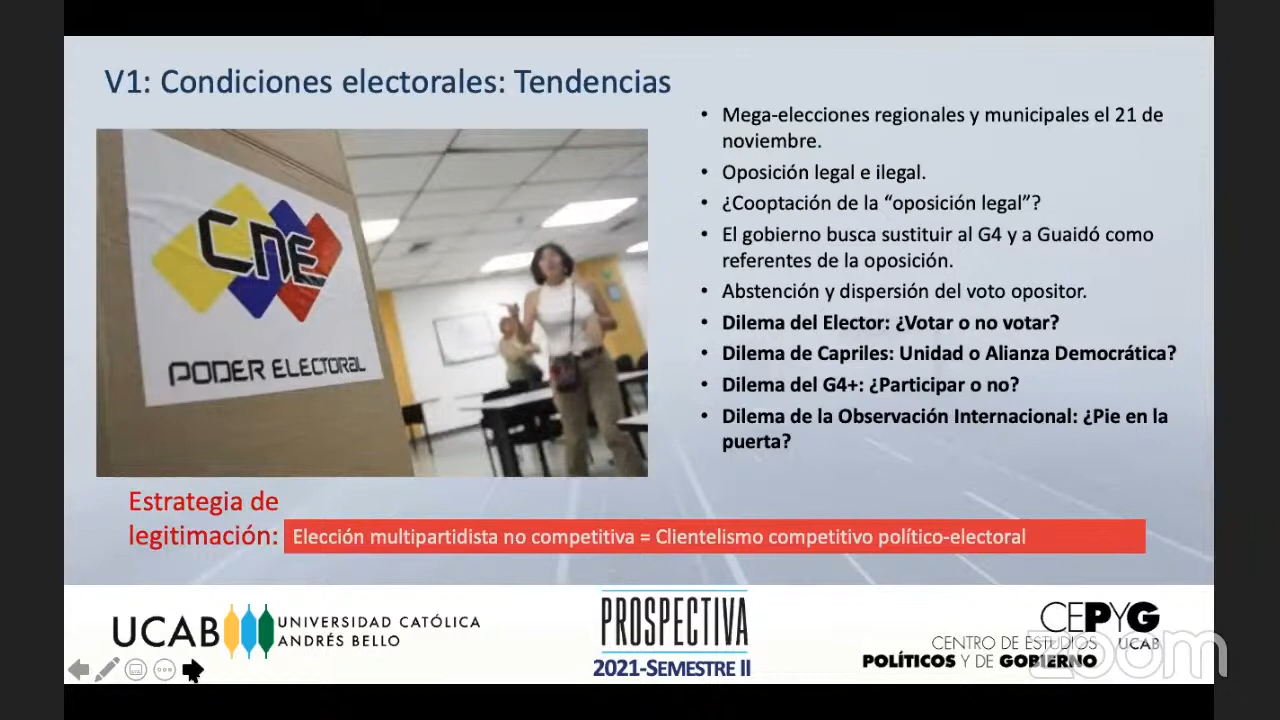 V1: Condiciones electorales: Tendencias
CNE
PODER ELECTORAL
• Mega-elecciones regionales y municipales el 21 de
noviembre.
• Oposición legal e ilegal.
• ¿Cooptación de la “oposición legal”?
• El gobierno busca sustituir al G4 y a Guaidó como
referentes de la oposición.
• Abstención y dispersión del voto opositor.
• Dilema del Elector: ¿Votar o no votar?
• Dilema de Capriles: Unidad o Alianza Democrática?
• Dilema del G4+: ¿Participar o no?
• Dilema de la Observación Internacional: ¿Pie en la
puerta?
Estrategia de
legitimación:
Elección multipartidista no competitiva = Clientelismo competitivo político-electoral
UCAB
UNIVERSIDAD CATÓLICA
ANDRÉS BELLO
PROSPECTIVA
2021-SEMESTRE II
CEPYG
UCAB
CENTRO DE ESTUDIOS
POLÍTICOS Y DE GOBIERNO
zoom